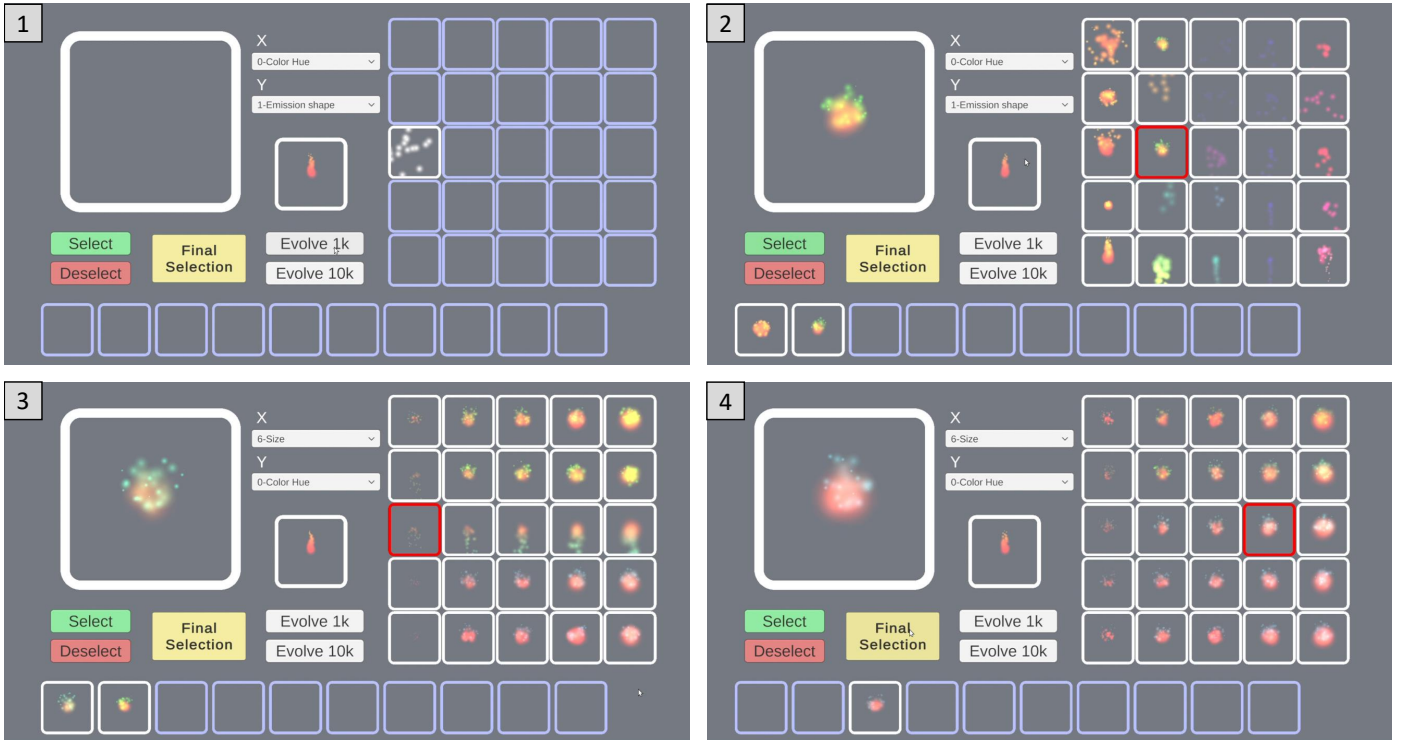 1
X
0-Color Hue
Y
1-Emission shape
Select
Deselect
Final
Selection
Evolve 1k
Evolve 10k
2
X
0-Color Hue
Y
1-Emission shape
Select
Deselect
Final
Selection
Evolve 1k
Evolve 10k
3
X
6-Size
Y
0-Color Hue
Select
Deselect
Final
Selection
Evolve 1k
Evolve 10k
4
X
6-Size
Y
0-Color Hue
Select
Deselect
Final
Selection
Evolve 1k
Evolve 10k